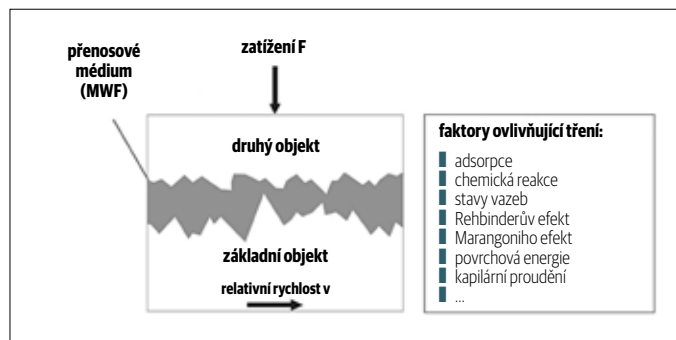 přenosové
médium
(MWF)
zatížení F
druhý objekt
základní objekt
relativní rychlost v
faktory ovlivňující tření:
adsorpce
chemická reakce
stavy vazeb
Rehbinderův efekt
Marangoniho efekt
povrchová energie
kapilární proudění
...